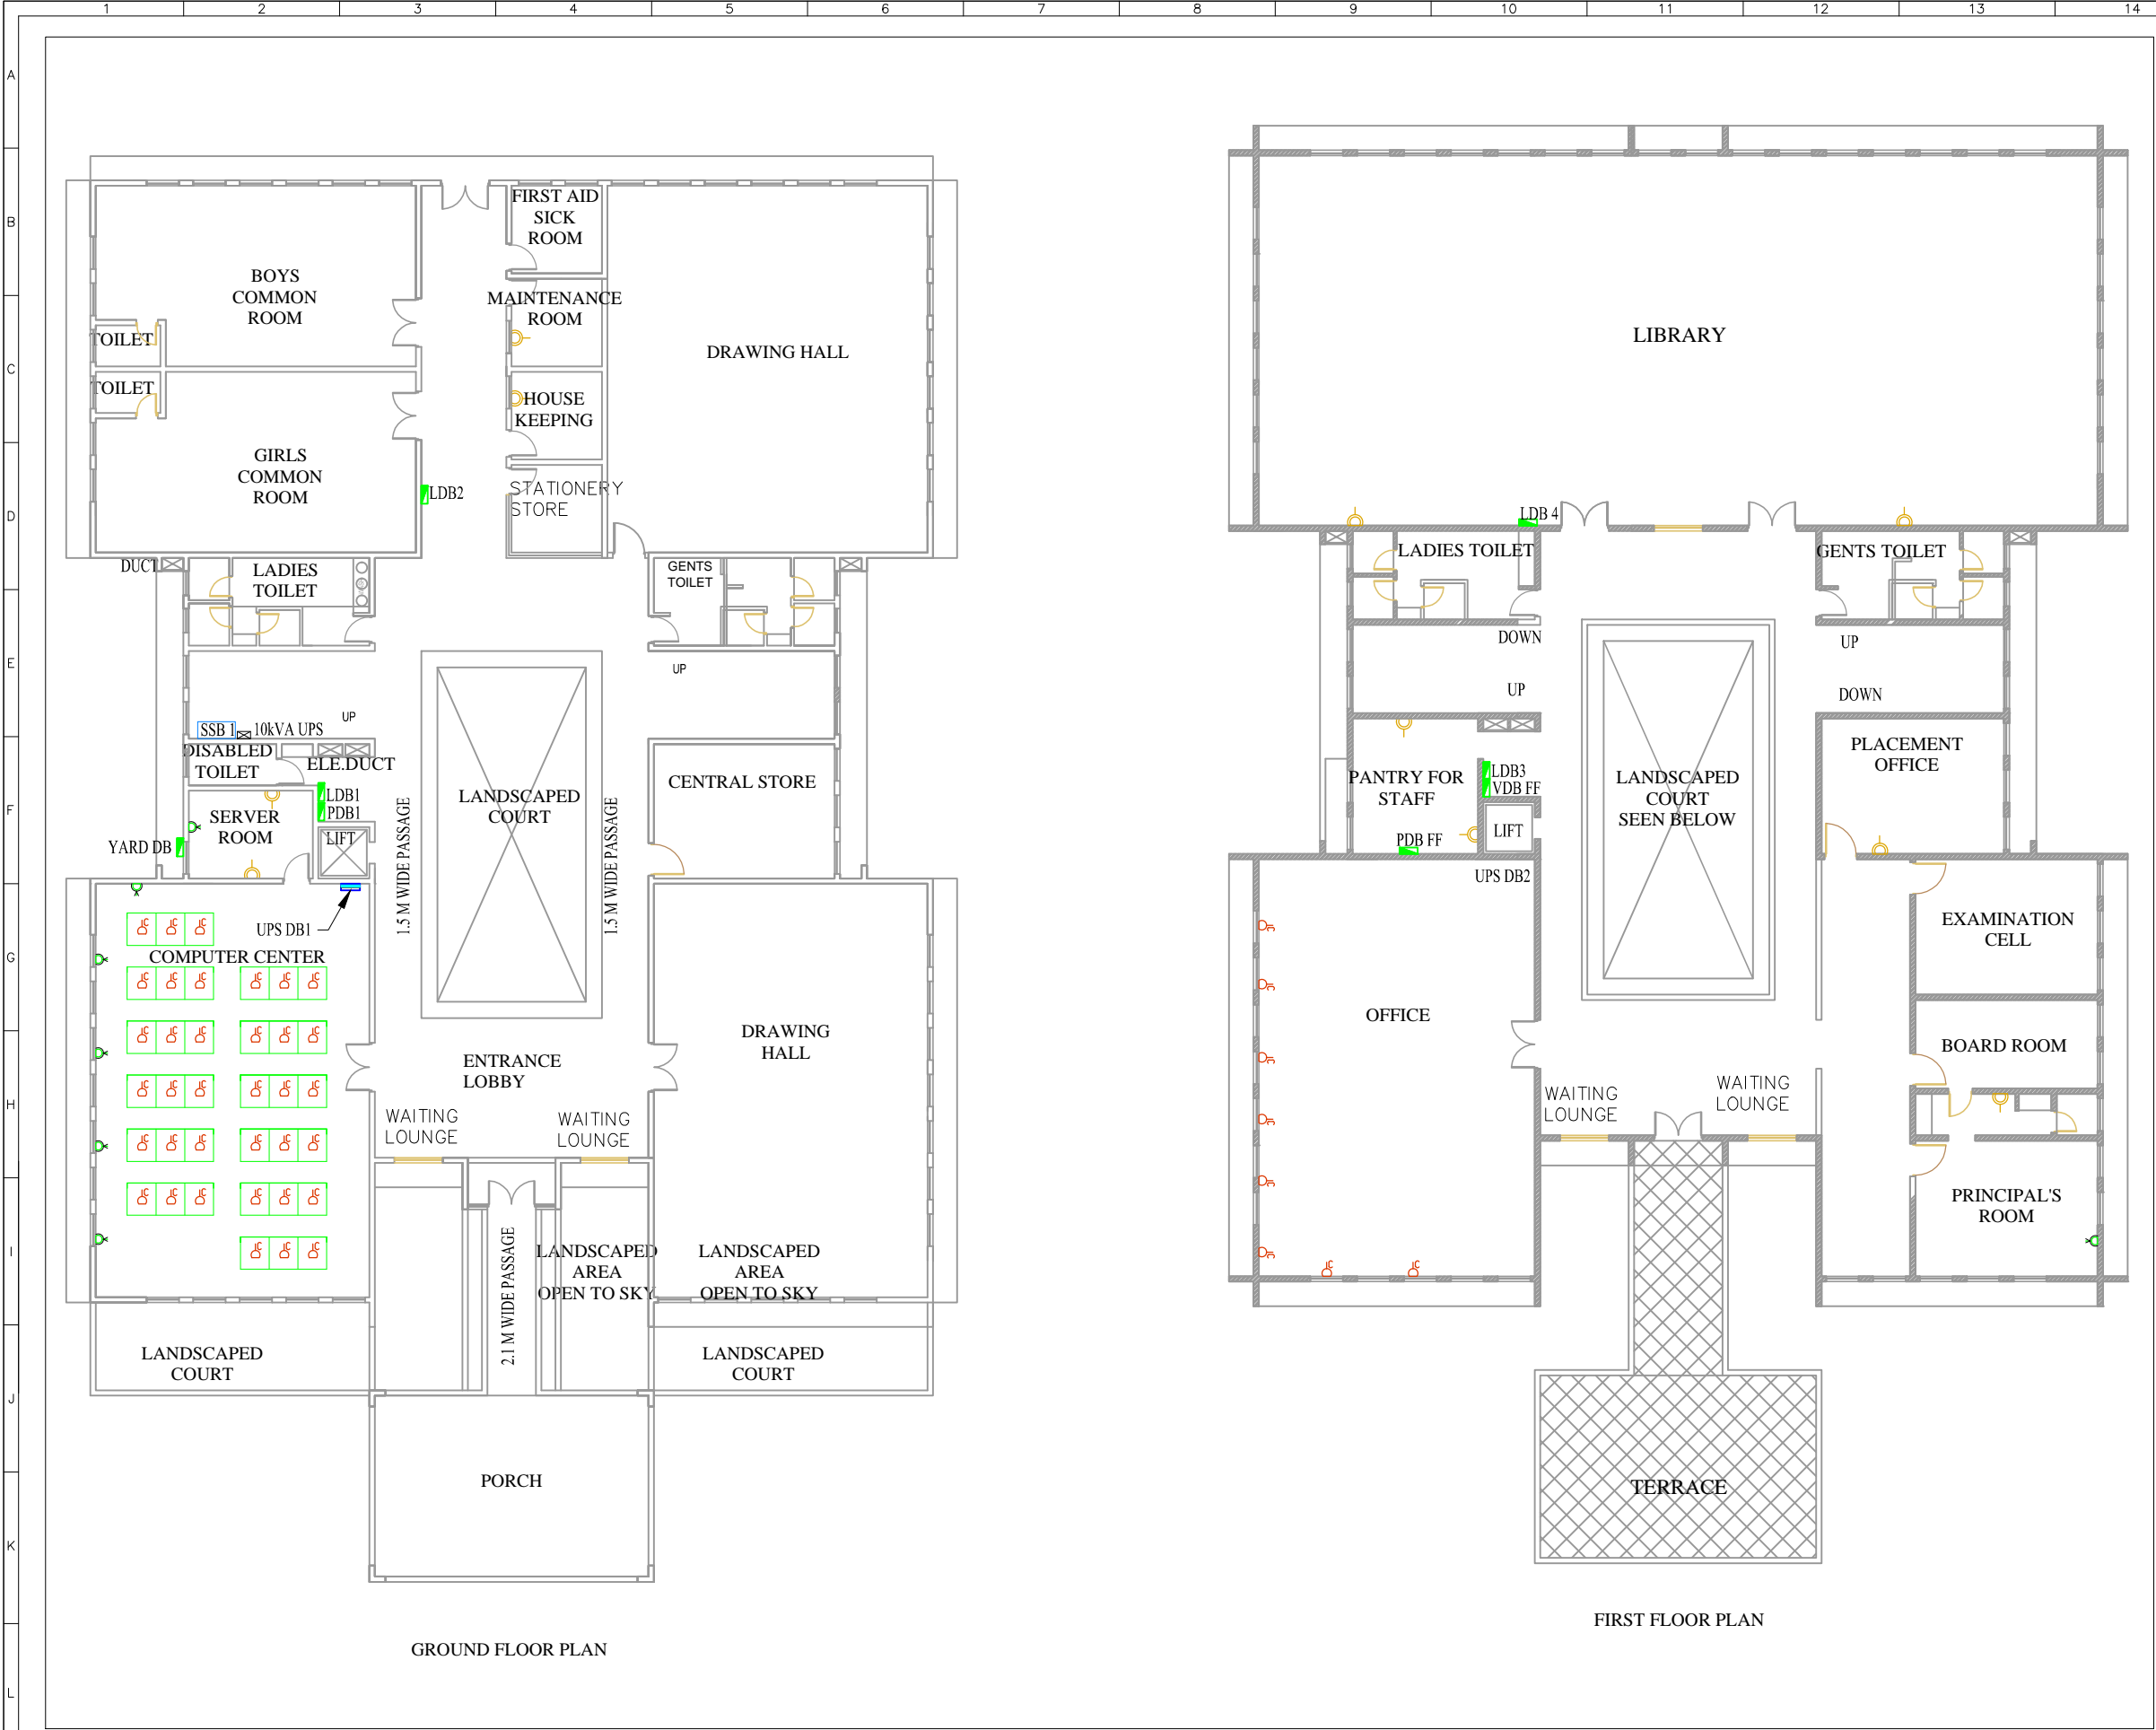 1 2 3 4 5 6 7 8 9 10 11 12 13 14
A
B
C
D
E
F
G
H
I
J
K
L
FIRST AID
SICK
ROOM
BOYS
COMMON
ROOM
MAINTENANCE
ROOM
TOILET
DRAWING HALL
TOILET
HOUSE
KEEPING
GIRLS
COMMON
ROOM
LDB2
STATIONERY
STORE
DUCT
LADIES
TOILET
GENTS
TOILET
UP
UP
SSB 1
10kVA UPS
DISABLED
TOILET
ELE.DUCT
CENTRAL STORE
LDB1
PDB1
SERVER
ROOM
LANDSCAPED
COURT
YARD DB
LIFT
1.5 M WIDE PASSAGE
1.5 M WIDE PASSAGE
UPS DB1
COMPUTER CENTER
DRAWING
HALL
ENTRANCE
LOBBY
WAITING
LOUNGE
WAITING
LOUNGE
2.1 M WIDE PASSAGE
LANDSCAPED
AREA
OPEN TO SKY
LANDSCAPED
AREA
OPEN TO SKY
LANDSCAPED
COURT
LANDSCAPED
COURT
PORCH
GROUND FLOOR PLAN
LIBRARY
LDB 4
LADIES TOILET
GENTS TOILET
DOWN
UP
UP
DOWN
PLACEMENT
OFFICE
PANTRY FOR
STAFF
LDB3
VDB FF
LANDSCAPED
COURT
SEEN BELOW
PDB FF
LIFT
UPS DB2
EXAMINATION
CELL
OFFICE
BOARD ROOM
WAITING
LOUNGE
WAITING
LOUNGE
PRINCIPAL'S
ROOM
TERRACE
FIRST FLOOR PLAN